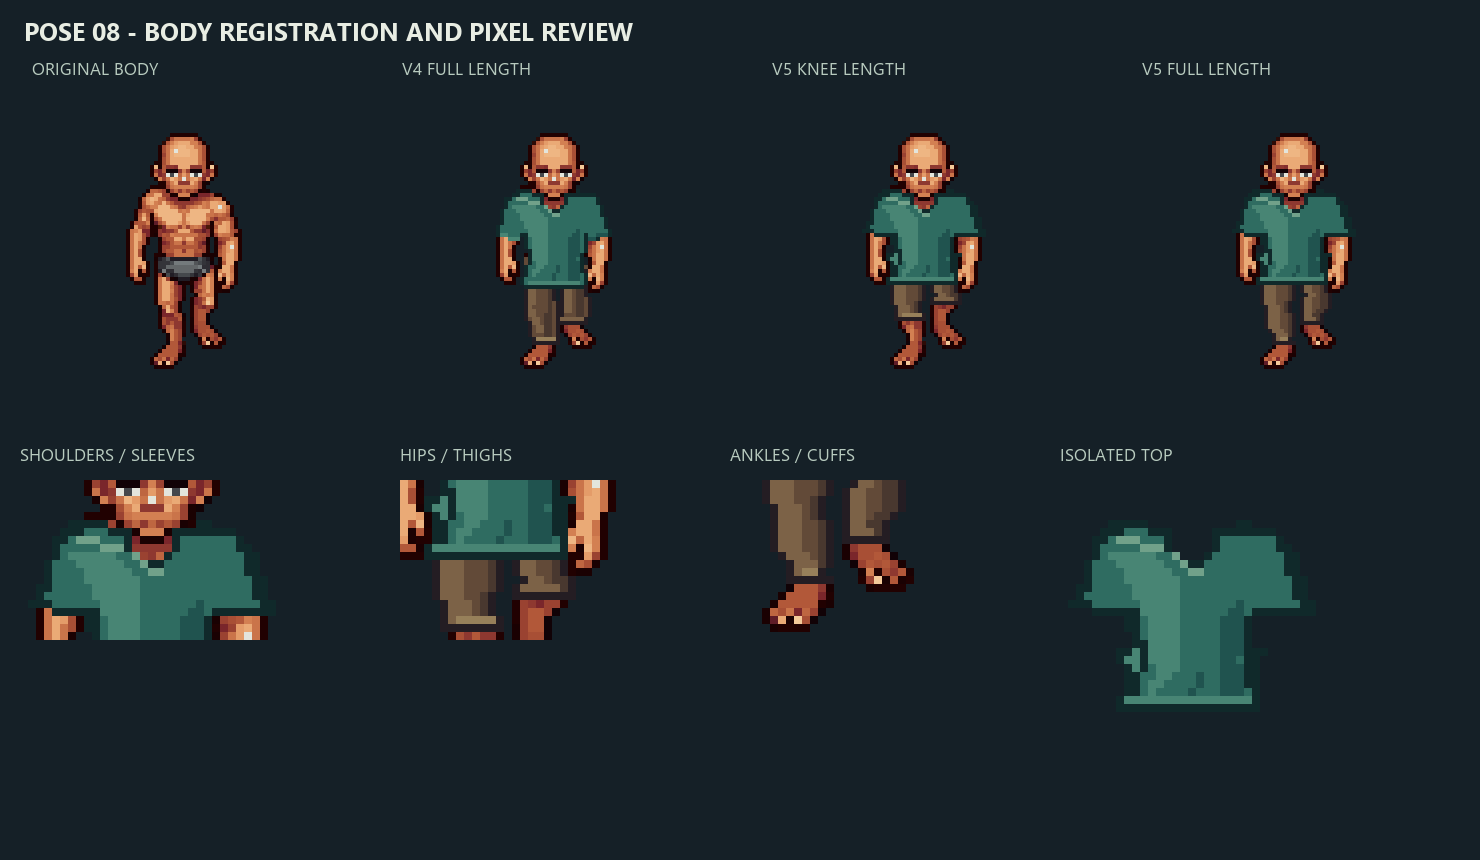 POSE 08 - BODY REGISTRATION AND PIXEL REVIEW
ORIGINAL BODY
V4 FULL LENGTH
V5 KNEE LENGTH
V5 FULL LENGTH
SHOULDERS / SLEEVES
HIPS / THIGHS
ANKLES / CUFFS
ISOLATED TOP